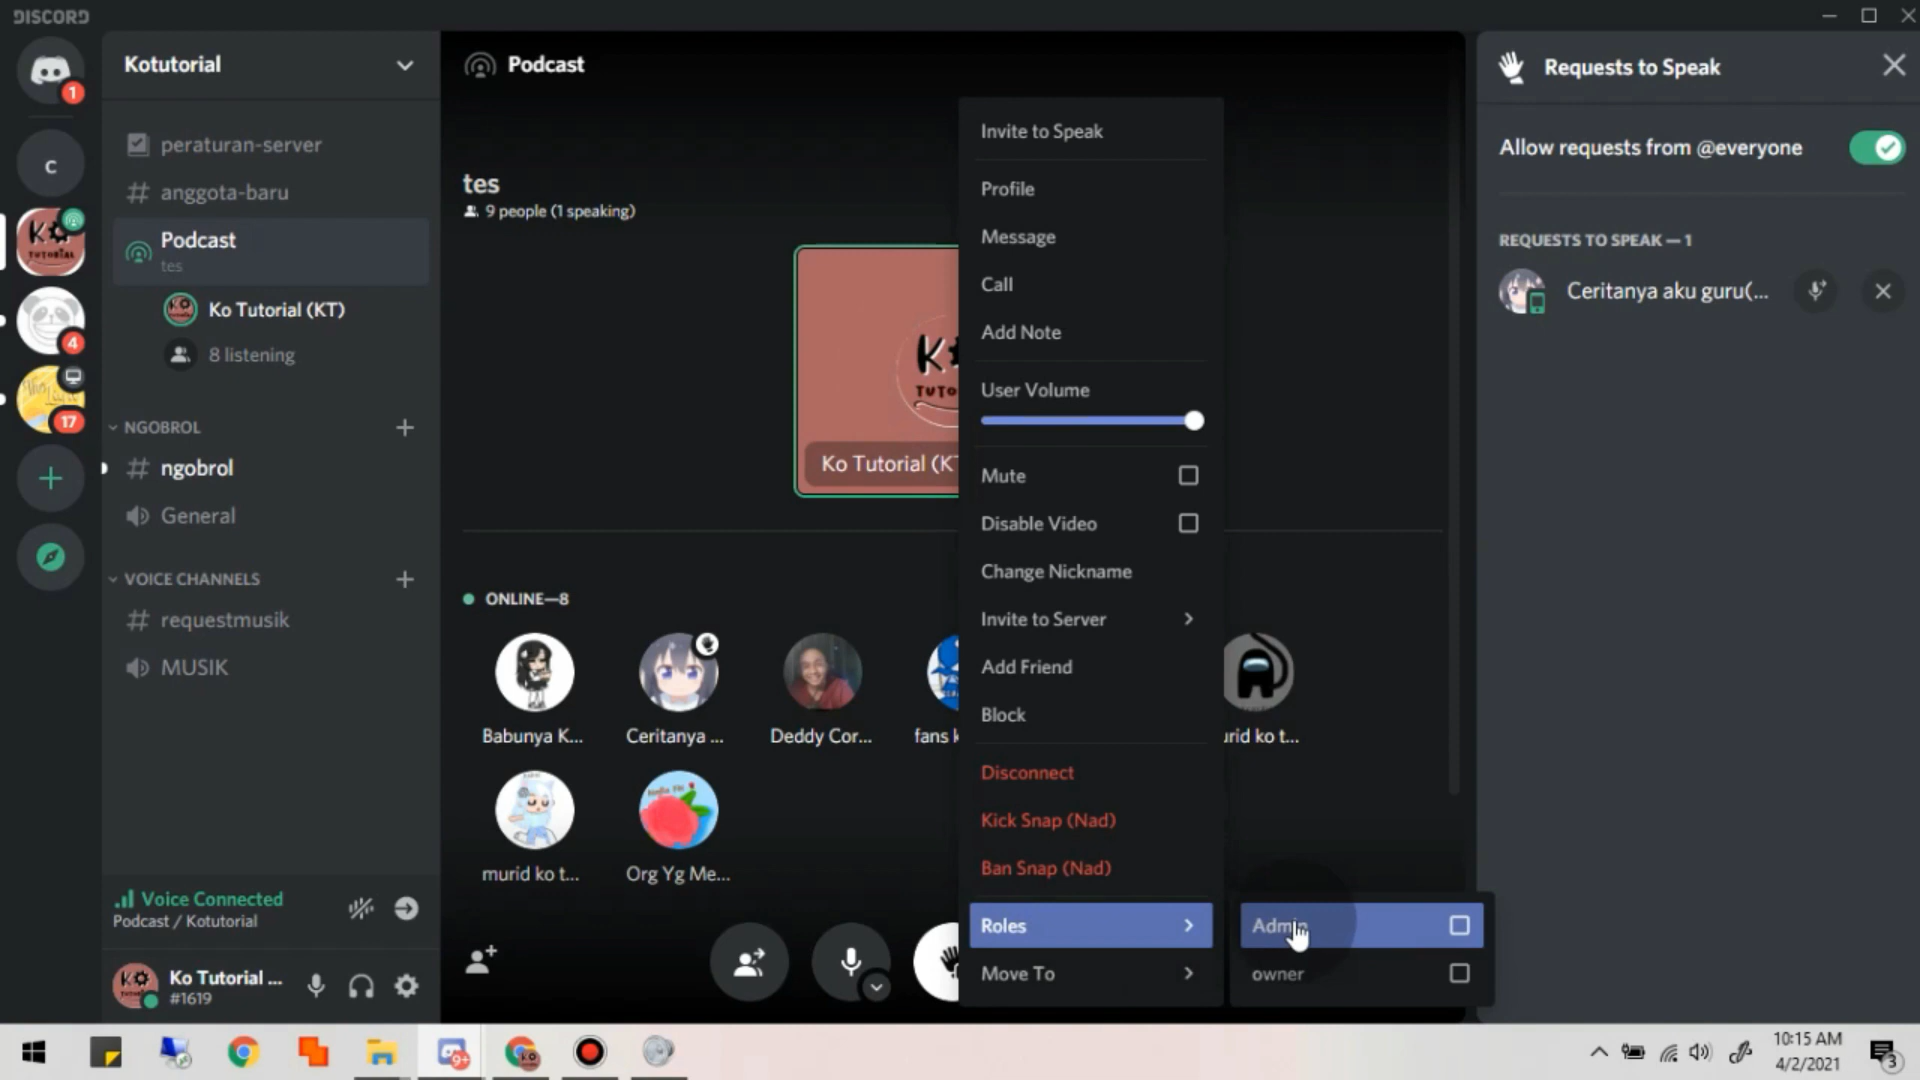 DISCORD
1
C
4
17
Kotutorial
peraturan-server
anggota-baru
Podcast
tes
Ko Tutorial (KT)
8 listening
NGOBROL
ngobrol
General
VOICE CHANNELS
requestmusik
MUSIK
Voice Connected
Podcast / Kotutorial
Ko Tutorial ...
#1619
Podcast
tes
9 people (1 speaking)
Ko Tutorial (K
ONLINE—8
Babunya K...
Ceritanya ...
Deddy Cor...
fans k
urid ko t...
murid ko t...
Org Yg Me...
Invite to Speak
Profile
Message
Call
Add Note
User Volume
Mute
Disable Video
Change Nickname
Invite to Server
Add Friend
Block
Disconnect
Kick Snap (Nad)
Ban Snap (Nad)
Roles
Move To
Admin
owner
Requests to Speak
Allow requests from @everyone
REQUESTS TO SPEAK — 1
Ceritanya aku guru(...
9+
10:15 AM
4/2/2021
3